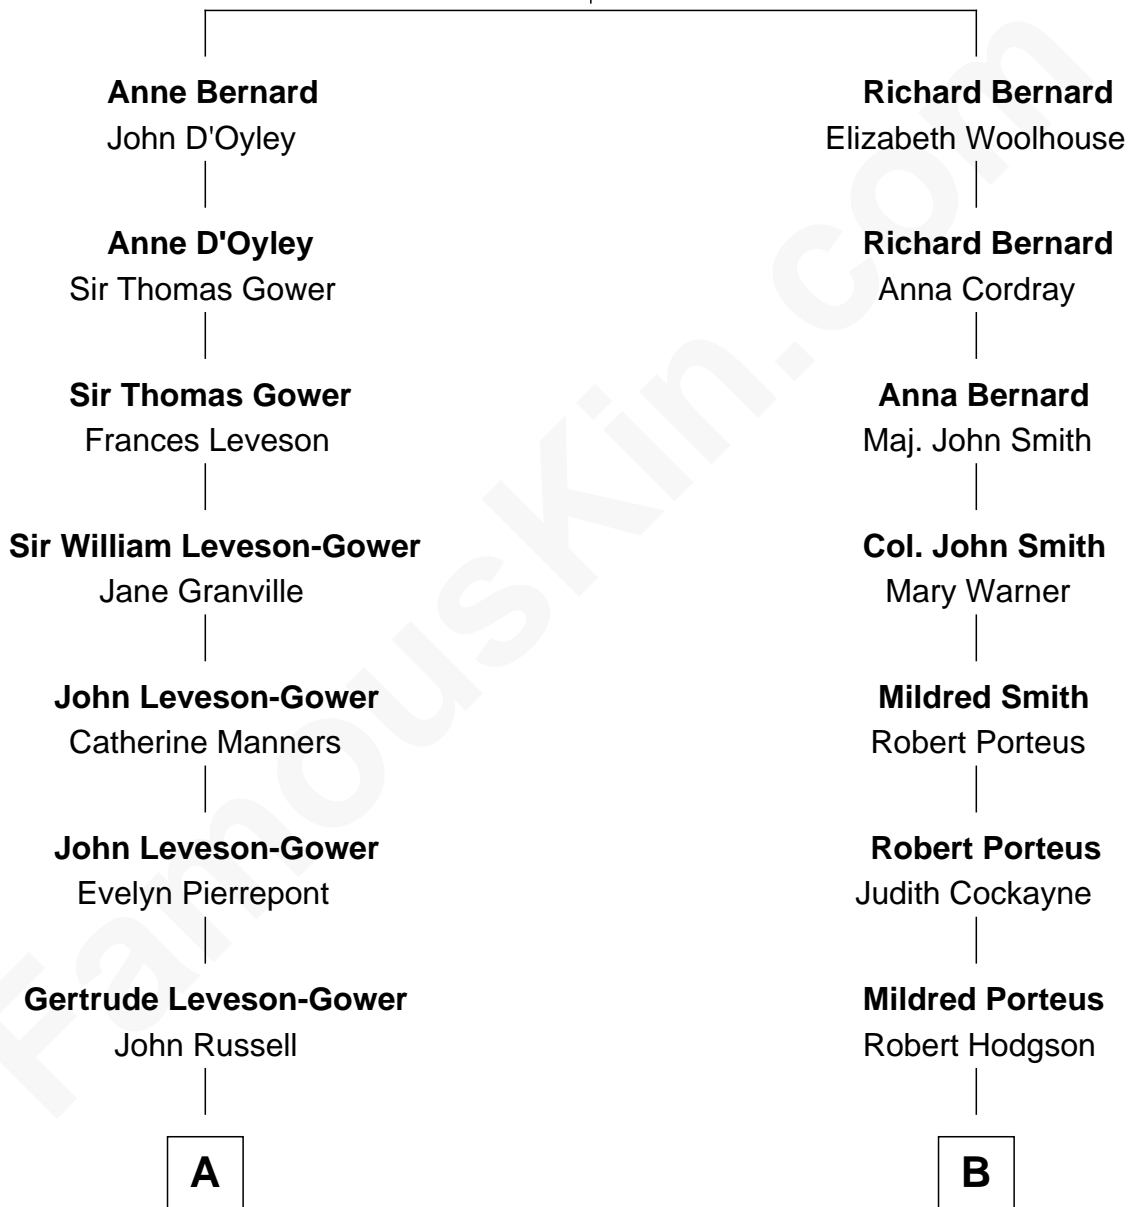 Anne Bernard
John D'Oyley
Richard Bernard
Elizabeth Woolhouse
Anne D'Oyley
Sir Thomas Gower
Richard Bernard
Anna Cordray
Sir Thomas Gower
Frances Leveson
Anna Bernard
Maj. John Smith
Sir William Leveson-Gower
Jane Granville
Col. John Smith
Mary Warner
John Leveson-Gower
Catherine Manners
Mildred Smith
Robert Porteus
John Leveson-Gower
Evelyn Pierrepont
Robert Porteus
Judith Cockayne
Gertrude Leveson-Gower
John Russell
Mildred Porteus
Robert Hodgson
A
B
FamousKin.com